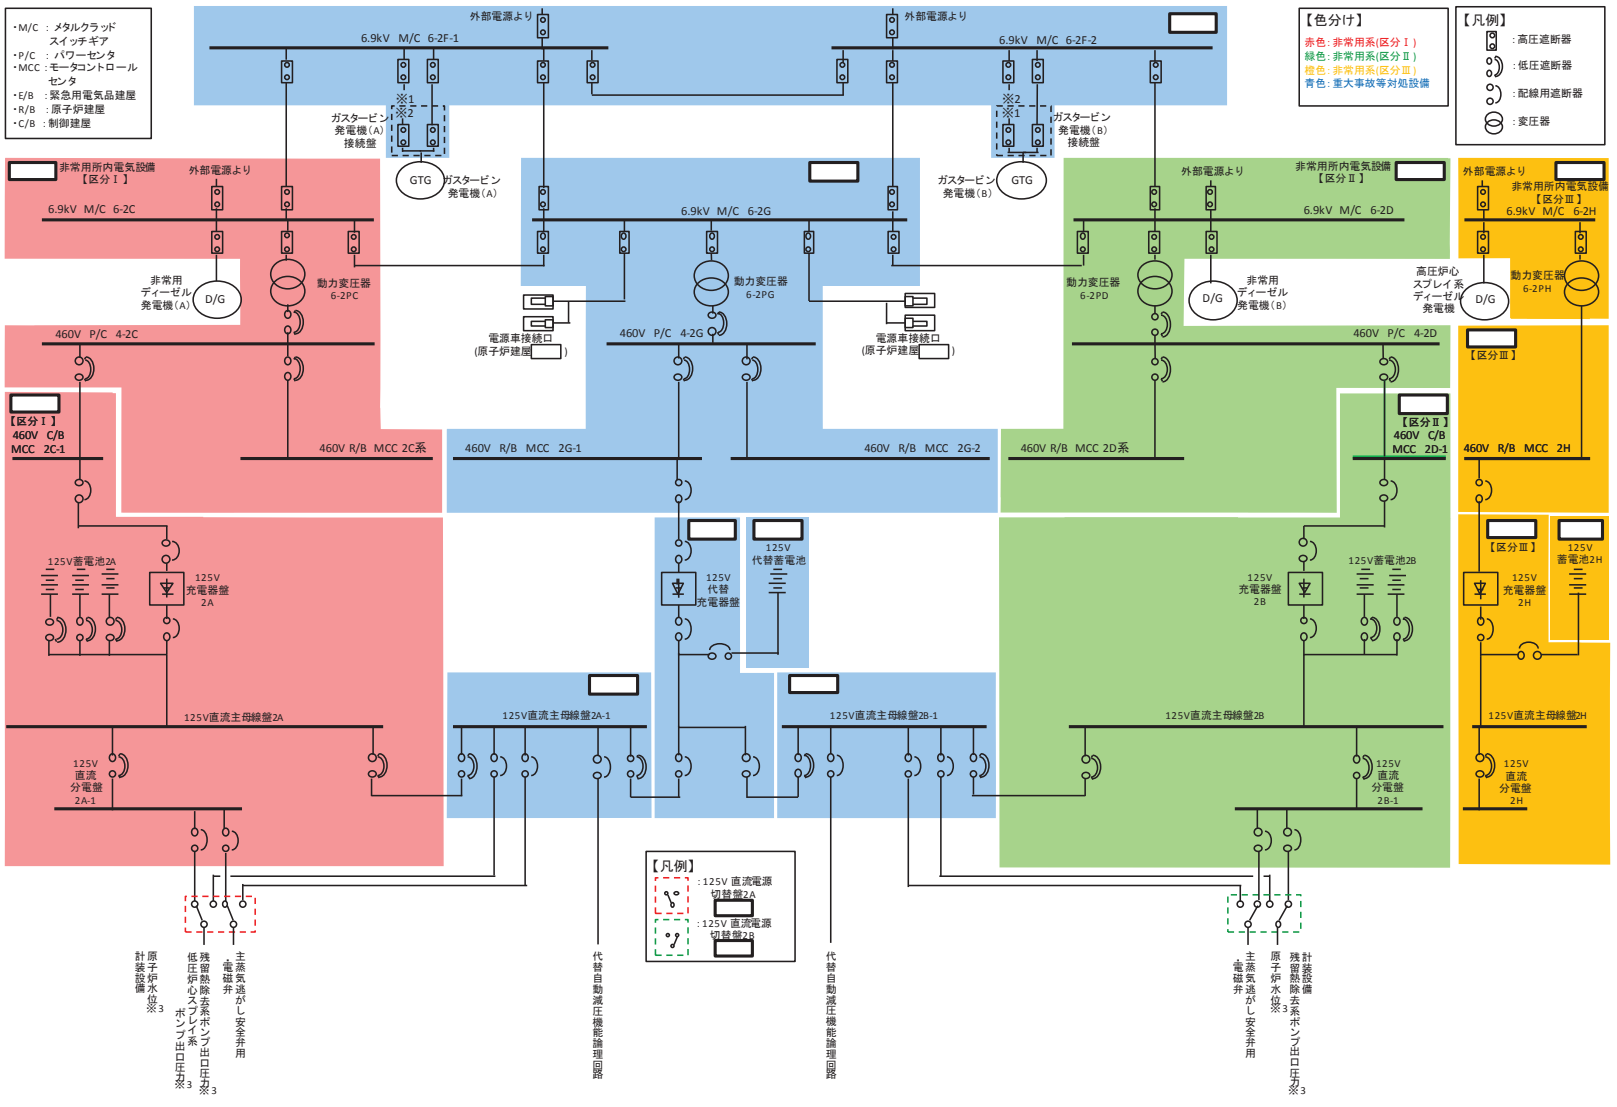 ・M/C ： メタルクラッド
スイッチギア
・P/C ： パワーセンタ
・MCC ：モータコントロール
センタ
・E/B ：緊急用電気品建屋
・R/B ：原子炉建屋
・C/B ：制御建屋
外部電源より
6.9kV M/C 6-2F-1
外部電源より
6.9kV M/C 6-2F-2
【色分け】
赤色：非常用系(区分Ⅰ)
緑色：非常用系(区分Ⅱ)
橙色：非常用系(区分Ⅲ)
青色：重大事故等対処設備
【凡例】
：高圧遮断器
：低圧遮断器
：配線用遮断器
：変圧器
※1
※2
ガスタービン
発電機(A)
接続盤
GTG
ガスタービン
発電機(A)
※2
※1
ガスタービン
発電機(B)
接続盤
GTG
ガスタービン
発電機(B)
非常用所内電気設備
【区分Ⅰ】
外部電源より
6.9kV M/C 6-2C
非常用
ディーゼル
発電機(A)
D/G
動力変圧器
6-2PC
460V P/C 4-2C
6.9kV M/C 6-2G
動力変圧器
6-2PG
460V P/C 4-2G
電源車接続口
(原子炉建屋 )
電源車接続口
(原子炉建屋 )
外部電源より
非常用所内電気設備
【区分Ⅱ】
6.9kV M/C 6-2D
動力変圧器
6-2PD
D/G
非常用
ディーゼル
発電機(B)
460V P/C 4-2D
外部電源より
非常用所内電気設備
【区分Ⅲ】
6.9kV M/C 6-2H
高圧炉心
スプレイ系
ディーゼル
発電機
D/G
動力変圧器
6-2PH
【区分Ⅲ】
【区分Ⅰ】
460V C/B
MCC 2C-1
460V R/B MCC 2C系
460V R/B MCC 2G-1
460V R/B MCC 2G-2
460V R/B MCC 2D系
【区分Ⅱ】
460V C/B
MCC 2D-1
460V R/B MCC 2H
125V蓄電池2A
125V
充電器盤
2A
125V
代替
充電器盤
125V
代替蓄電池
125V
充電器盤
2B
125V蓄電池2B
【区分Ⅲ】
125V
充電器盤
2H
125V
蓄電池2H
125V直流主母線盤2A
125V直流主母線盤2A-1
125V直流主母線盤2B-1
125V直流主母線盤2B
125V直流主母線盤2H
125V
直流
分電盤
2A-1
125V
直流
分電盤
2B-1
125V
直流
分電盤
2H
【凡例】
：125V 直流電源
切替盤2A
：125V 直流電源
切替盤2B
原子炉水位※3
計装設備
残留熱除去系ポンプ出口圧力※3
低圧炉心スプレイ系
ポンプ出口圧力※3
主蒸気逃がし安全弁用
電磁弁
代替自動減圧機能論理回路
代替自動減圧機能論理回路
主蒸気逃がし安全弁用
電磁弁
原子炉水位※3
計装設備
残留熱除去系ポンプ出口圧力※3